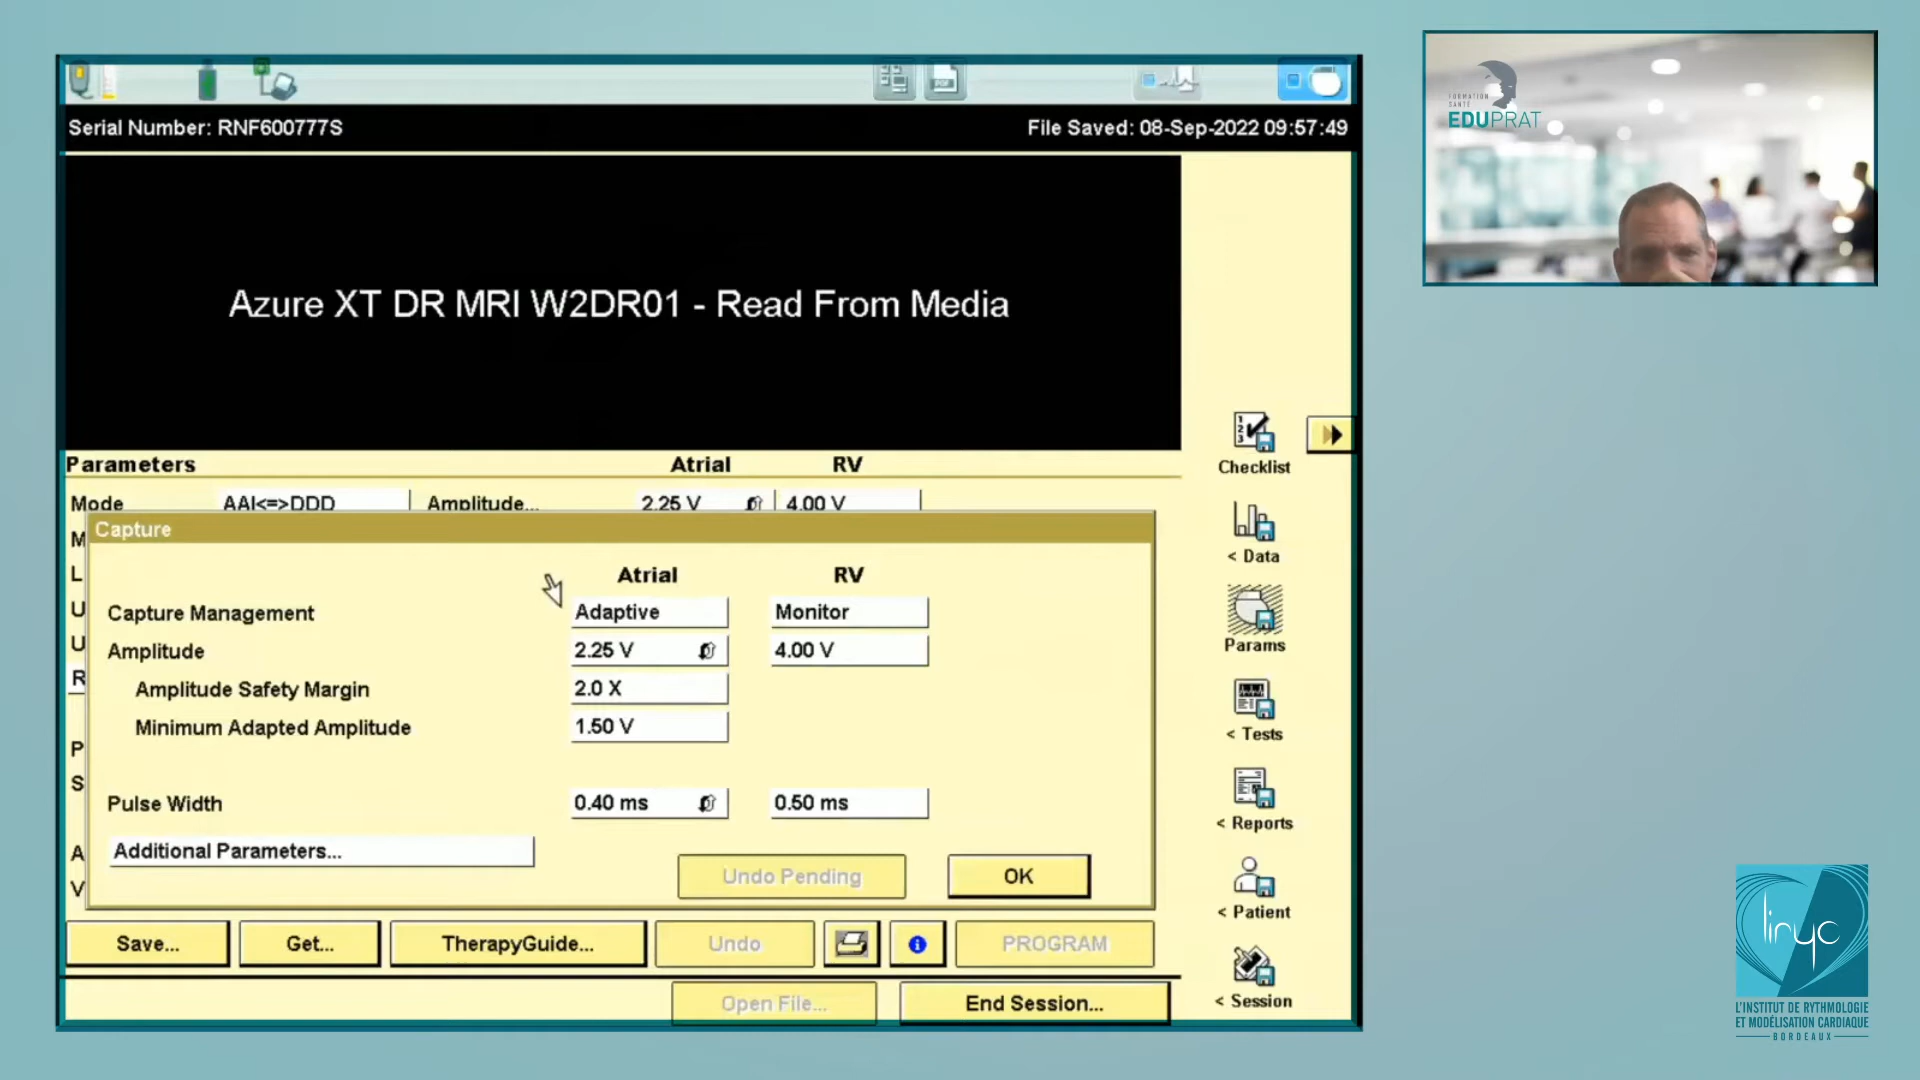 Serial Number: RNF600777S
File Saved: 08-Sep-2022 09:57:49
Azure XT DR MRI W2DR01 - Read From Media
Parameters Atrial RV
Mode AAI<=>DDD Amplitude... 2.25 V 4.00 V
Capture
Atrial RV
Capture Management Adaptive Monitor
Amplitude 2.25 V 4.00 V
Amplitude Safety Margin 2.0 X
Minimum Adapted Amplitude 1.50 V
Pulse Width 0.40 ms 0.50 ms
Additional Parameters...
Undo Pending OK
M
L
U
U
R
P
S
A
V
Save... Get... TherapyGuide... Undo PROGRAM
Open File... End Session...
Checklist
< Data
Params
< Tests
< Reports
< Patient
< Session
FORMATION
SANTÉ
EDUPRAT
liryc
L'INSTITUT DE RYTHMOLOGIE
ET MODÉLISATION CARDIAQUE
BORDEAUX